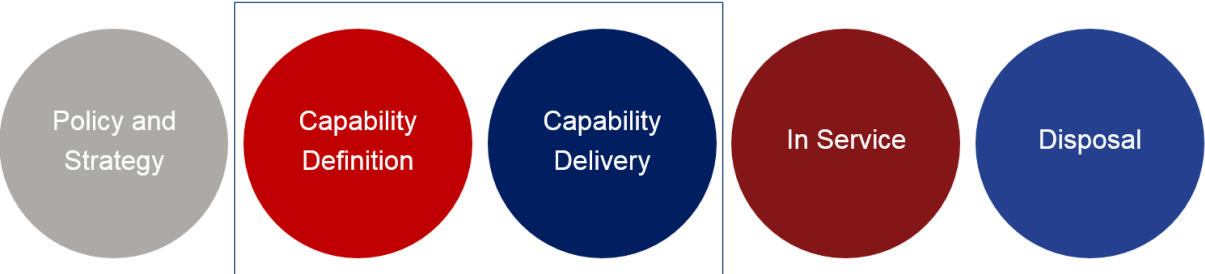 Policy and
Strategy
Capability
Definition
Capability
Delivery
In Service
Disposal